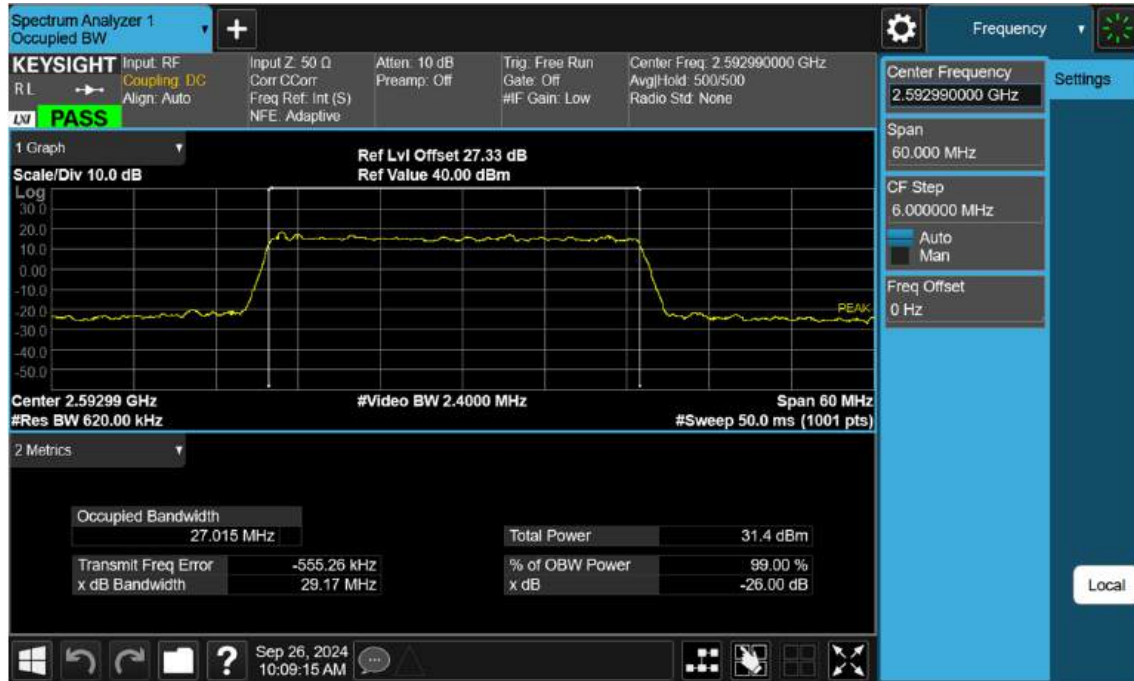 Spectrum Analyzer 1
Occupied BW
+
Frequency
KEYSIGHT
R L
LXI
PASS
Input: RF
Coupling: DC
Align: Auto
Input Z: 50 Ω
Corr CCorr
Freq Ref: Int (S)
NFE: Adaptive
Atten: 10 dB
Preamp: Off
Trig: Free Run
Gate: Off
#IF Gain: Low
Center Freq: 2.592990000 GHz
Avg|Hold: 500/500
Radio Std: None
Center Frequency
2.592990000 GHz
Settings
Span
60.000 MHz
CF Step
6.000000 MHz
Auto
Man
Freq Offset
0 Hz
Local
1 Graph
Scale/Div 10.0 dB
Ref Lvl Offset 27.33 dB
Ref Value 40.00 dBm
Log
30.0
20.0
10.0
0.00
-10.0
-20.0
-30.0
-40.0
-50.0
PEAK
Center 2.59299 GHz
#Video BW 2.4000 MHz
Span 60 MHz
#Res BW 620.00 kHz
#Sweep 50.0 ms (1001 pts)
2 Metrics
Occupied Bandwidth
27.015 MHz
Total Power 31.4 dBm
Transmit Freq Error -555.26 kHz
% of OBW Power 99.00 %
x dB Bandwidth 29.17 MHz
x dB -26.00 dB
?
Sep 26, 2024
10:09:15 AM